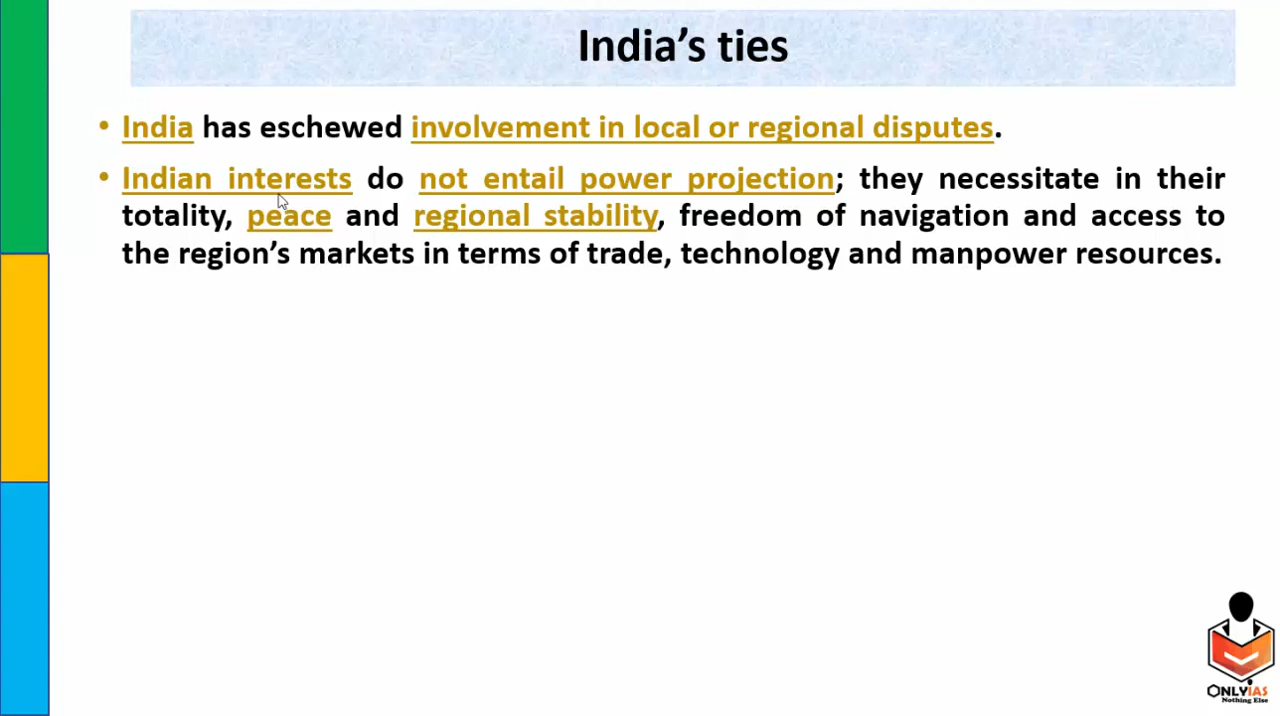 India’s ties
• India has eschewed involvement in local or regional disputes.
• Indian interests do not entail power projection; they necessitate in their
totality, peace and regional stability, freedom of navigation and access to
the region’s markets in terms of trade, technology and manpower resources.
ONLYIAS
Nothing Else